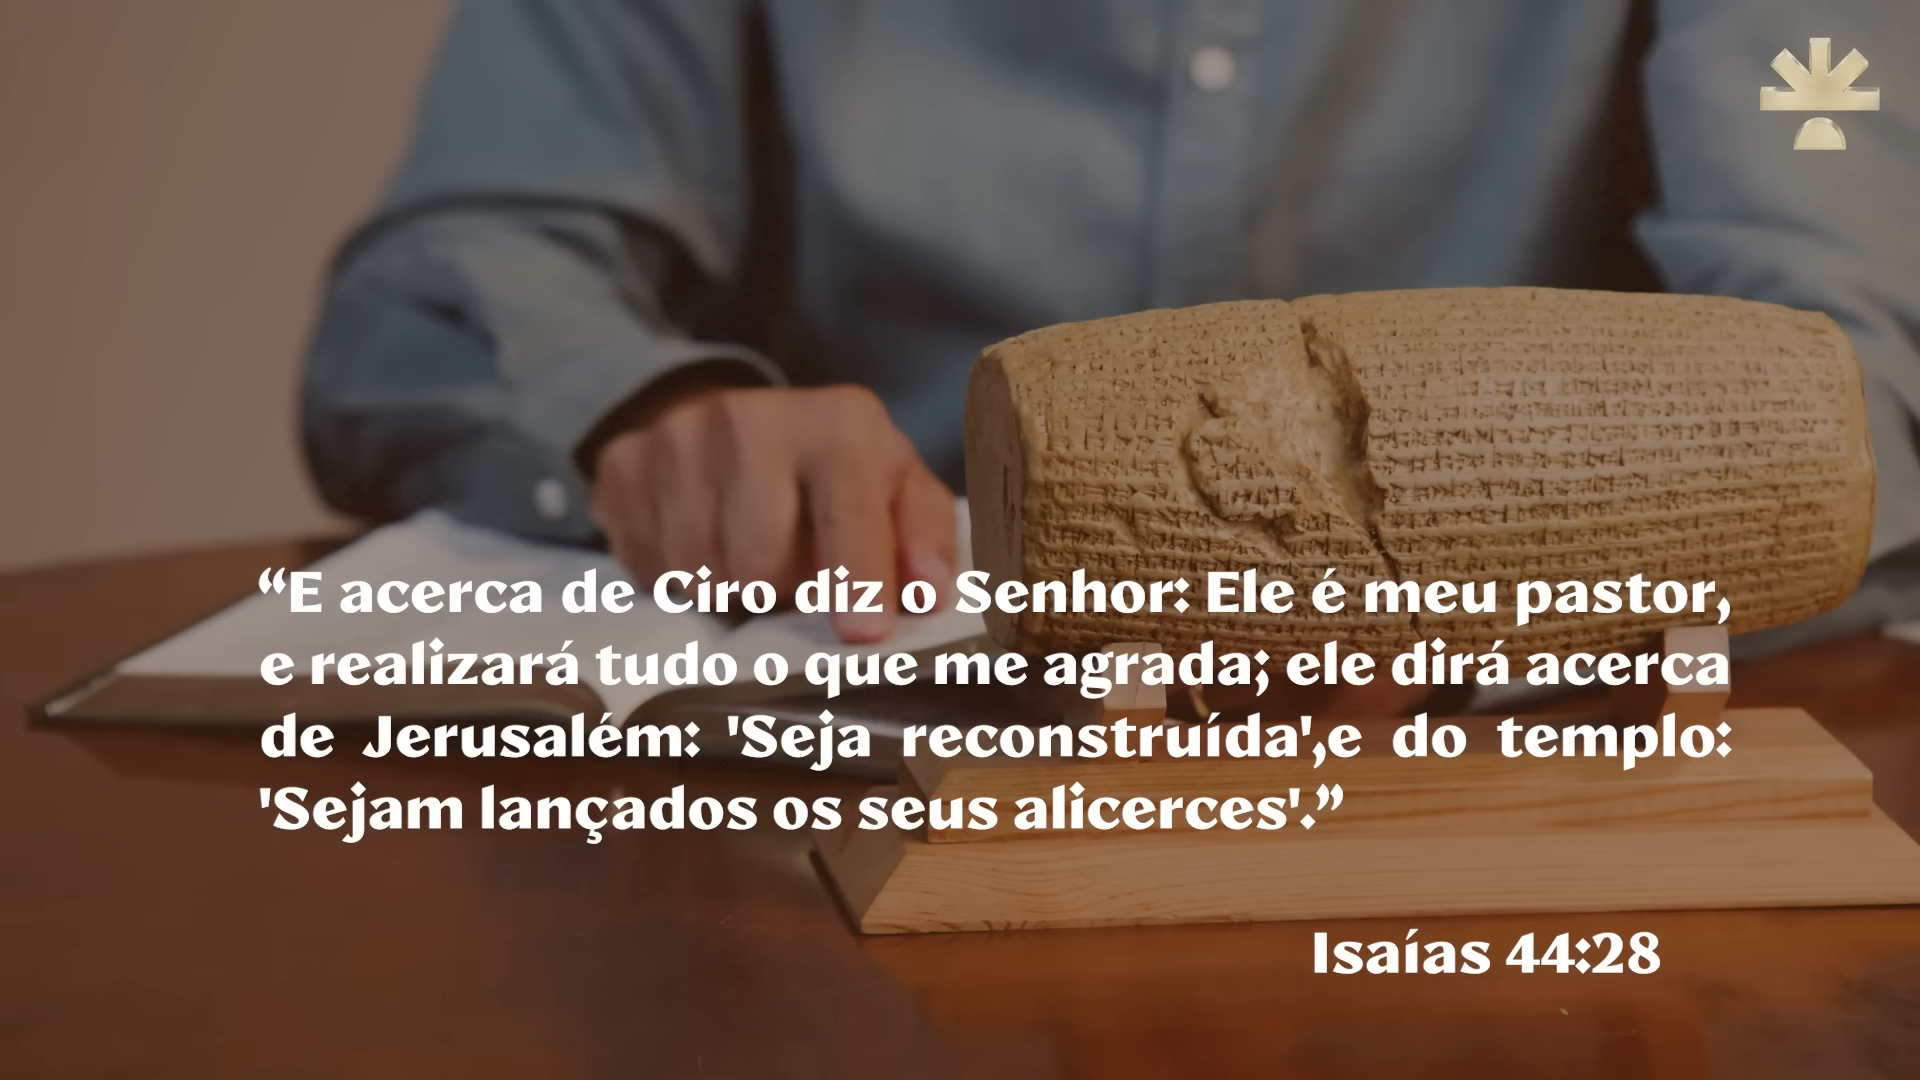 “E acerca de Ciro diz o Senhor: Ele é meu pastor,
e realizará tudo o que me agrada; ele dirá acerca
de Jerusalém: 'Seja reconstruída',e do templo:
'Sejam lançados os seus alicerces'.”
Isaías 44:28